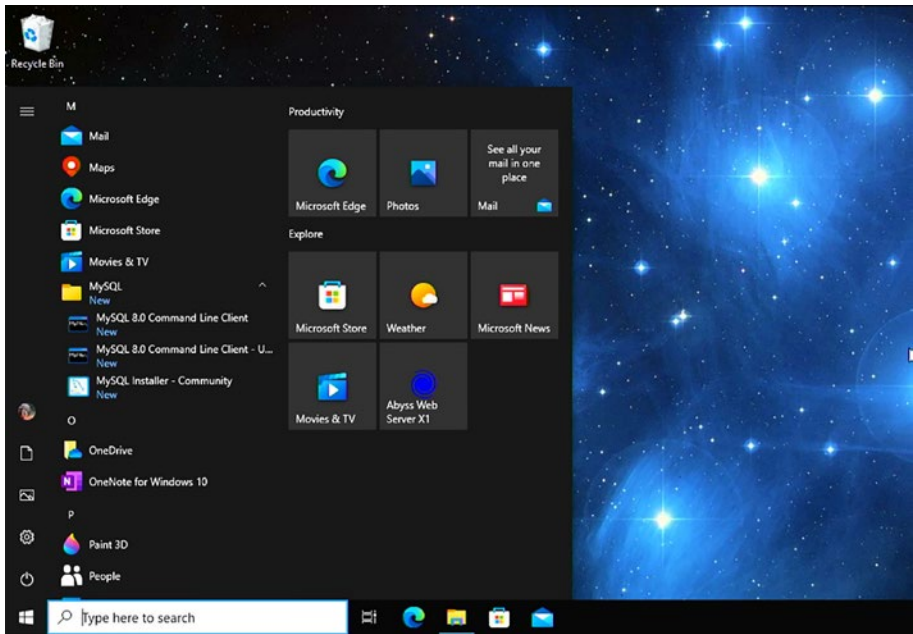 Recycle Bin
M
Mail
Maps
Microsoft Edge
Microsoft Store
Movies & TV
MySQL
New
MySQL 8.0 Command Line Client
New
MySQL 8.0 Command Line Client - U...
New
MySQL Installer - Community
New
O
OneDrive
OneNote for Windows 10
P
Paint 3D
People
Productivity
Microsoft Edge
Photos
See all your
mail in one
place
Mail
Explore
Microsoft Store
Weather
Microsoft News
Movies & TV
Abyss Web
Server X1
Type here to search